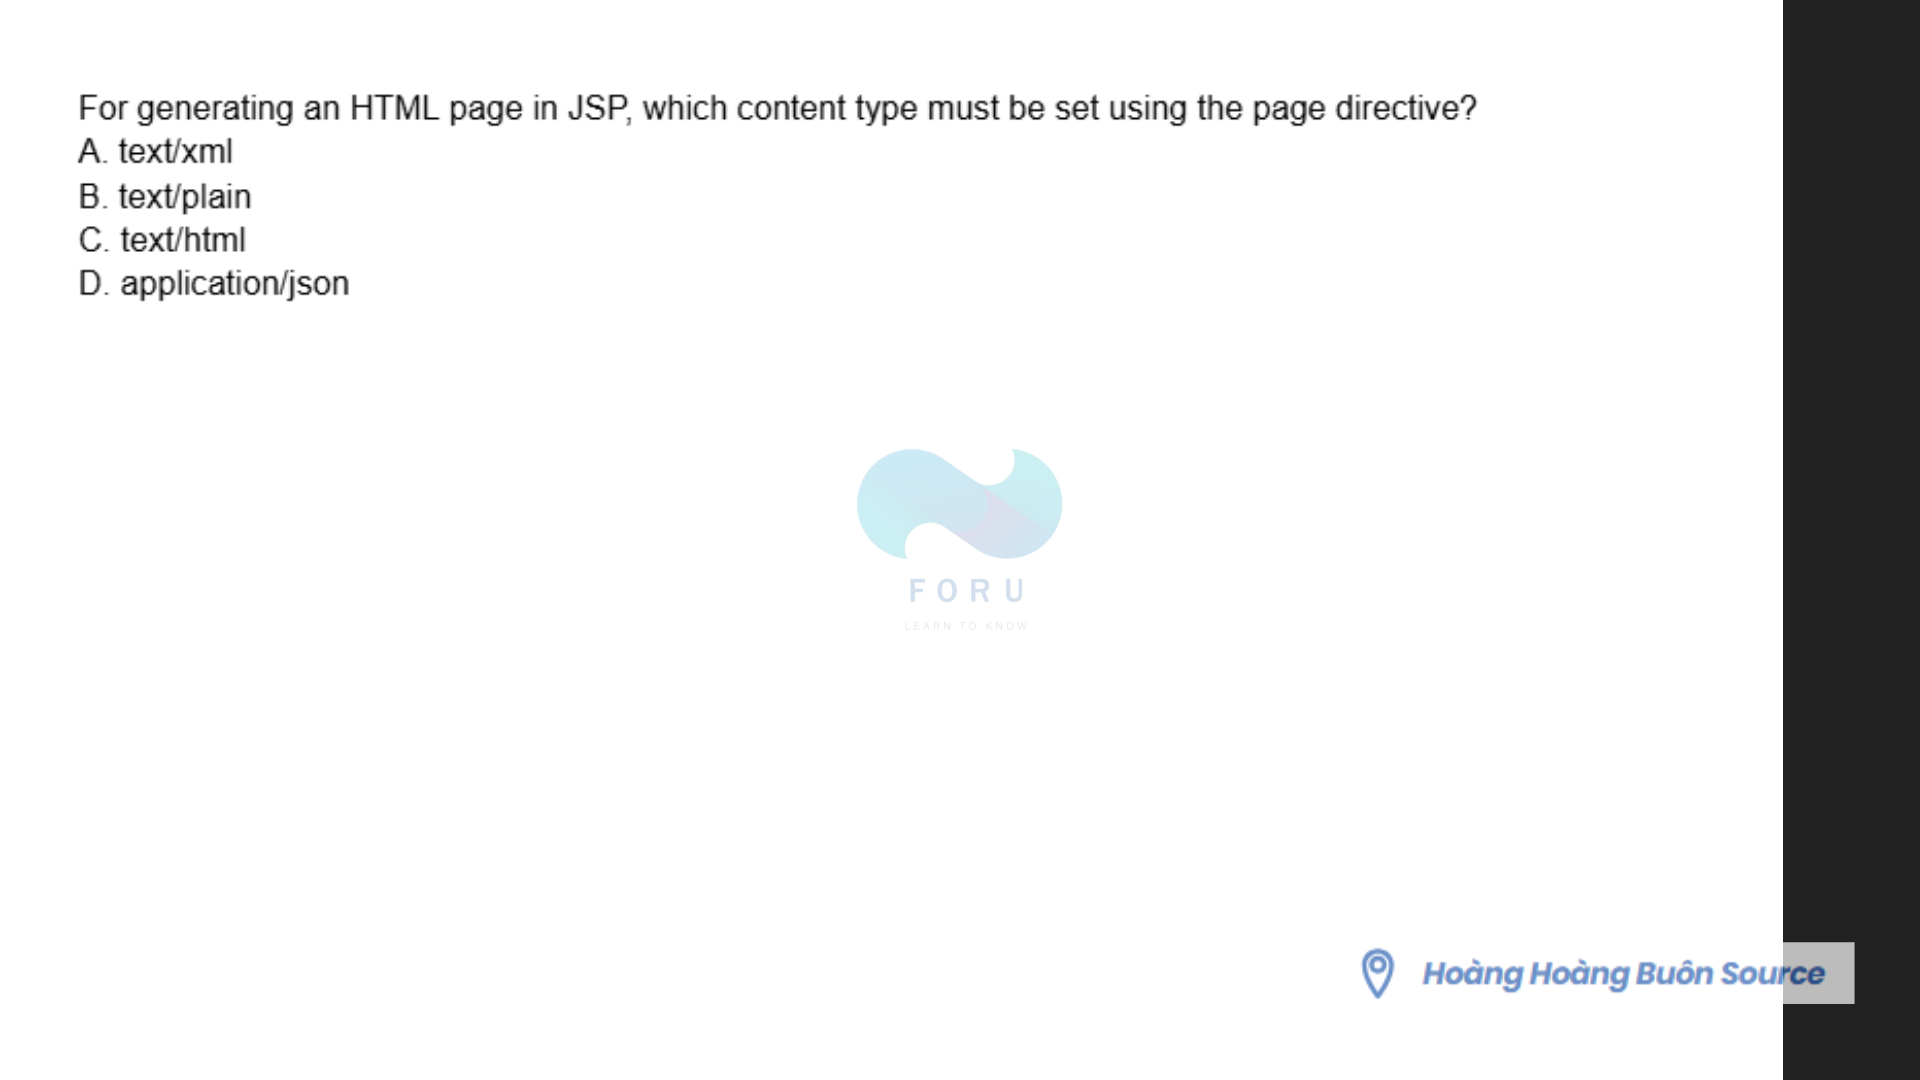 For generating an HTML page in JSP, which content type must be set using the page directive?
A. text/xml
B. text/plain
C. text/html
D. application/json
FORU
LEARN TO KNOW
Hoàng Hoàng Buôn Source